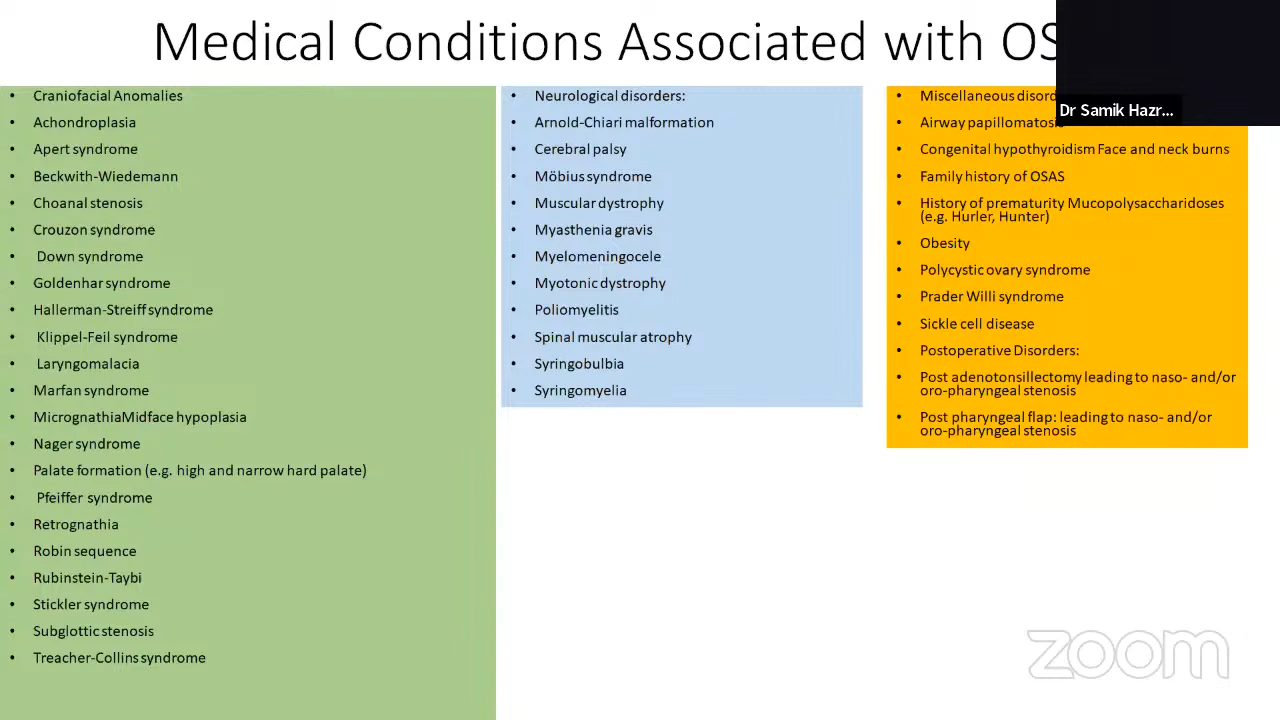 Medical Conditions Associated with
Dr Samik Hazr...
• Craniofacial Anomalies
• Achondroplasia
• Apert syndrome
• Beckwith-Wiedemann
• Choanal stenosis
• Crouzon syndrome
• Down syndrome
• Goldenhar syndrome
• Hallerman-Streiff syndrome
• Klippel-Feil syndrome
• Laryngomalacia
• Marfan syndrome
• MicrognathiaMidface hypoplasia
• Nager syndrome
• Palate formation (e.g. high and narrow hard palate)
• Pfeiffer syndrome
• Retrognathia
• Robin sequence
• Rubinstein-Taybi
• Stickler syndrome
• Subglottic stenosis
• Treacher-Collins syndrome
• Neurological disorders:
• Arnold-Chiari malformation
• Cerebral palsy
• Möbius syndrome
• Muscular dystrophy
• Myasthenia gravis
• Myelomeningocele
• Myotonic dystrophy
• Poliomyelitis
• Spinal muscular atrophy
• Syringobulbia
• Syringomyelia
• Miscellaneous
• Airway
• Congenital hypothyroidism Face and neck burns
• Family history of OSAS
• History of prematurity Mucopolysaccharidoses
(e.g. Hurler, Hunter)
• Obesity
• Polycystic ovary syndrome
• Prader Willi syndrome
• Sickle cell disease
• Postoperative Disorders:
• Post adenotonsillectomy leading to naso- and/or
oro-pharyngeal stenosis
• Post pharyngeal flap: leading to naso- and/or
oro-pharyngeal stenosis
zoom